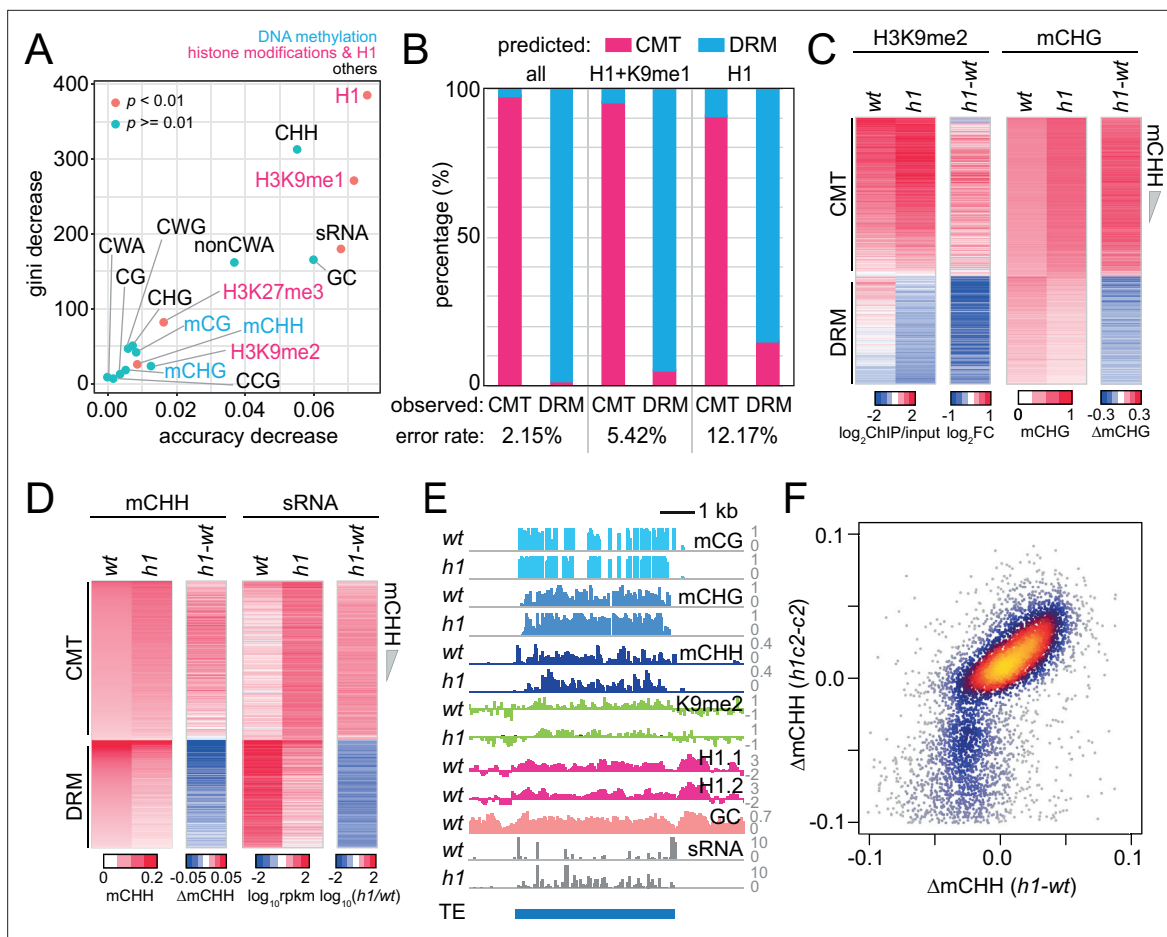 A
DNA methylation
histone modifications & H1
others
gini decrease
400
300
200
100
0
p < 0.01
p >= 0.01
H1
CHH
H3K9me1
sRNA
nonCWA
GC
CWG
CWA
CG
CHG
H3K27me3
mCG
mCHH
H3K9me2
mCHG
CCG
0.00 0.02 0.04 0.06
accuracy decrease
B
predicted: CMT DRM
all H1+K9me1 H1
percentage (%)
100
50
0
observed: CMT DRM CMT DRM CMT DRM
error rate: 2.15% 5.42% 12.17%
C
H3K9me2 mCHG
wt h1 h1-wt wt h1 h1-wt
CMT
DRM
mCHH
-2 2 -1 1 0 1 -0.3 0.3
log2ChIP/input log2FC mCHG ΔmCHG
D
mCHH sRNA
wt h1 h1-wt wt h1 h1-wt
CMT
DRM
mCHH
0 0.2 -0.05 0.05 -2 2 -2 2
mCHH ΔmCHH log10rpkm log10(h1/wt)
E
1 kb
wt mCG 1 0
h1 1 0
wt mCHG 1 0
h1 1 0
wt mCHH 0.4 0
h1 0.4 0
wt K9me2 1 -1
h1 1 -1
wt H1.1 3 -2
wt H1.2 3 -2
wt GC 0.7 0
wt sRNA 10 0
h1 10 0
TE
F
ΔmCHH (h1c2-c2)
0.1
0.0
-0.1
-0.1 0.0 0.1
ΔmCHH (h1-wt)